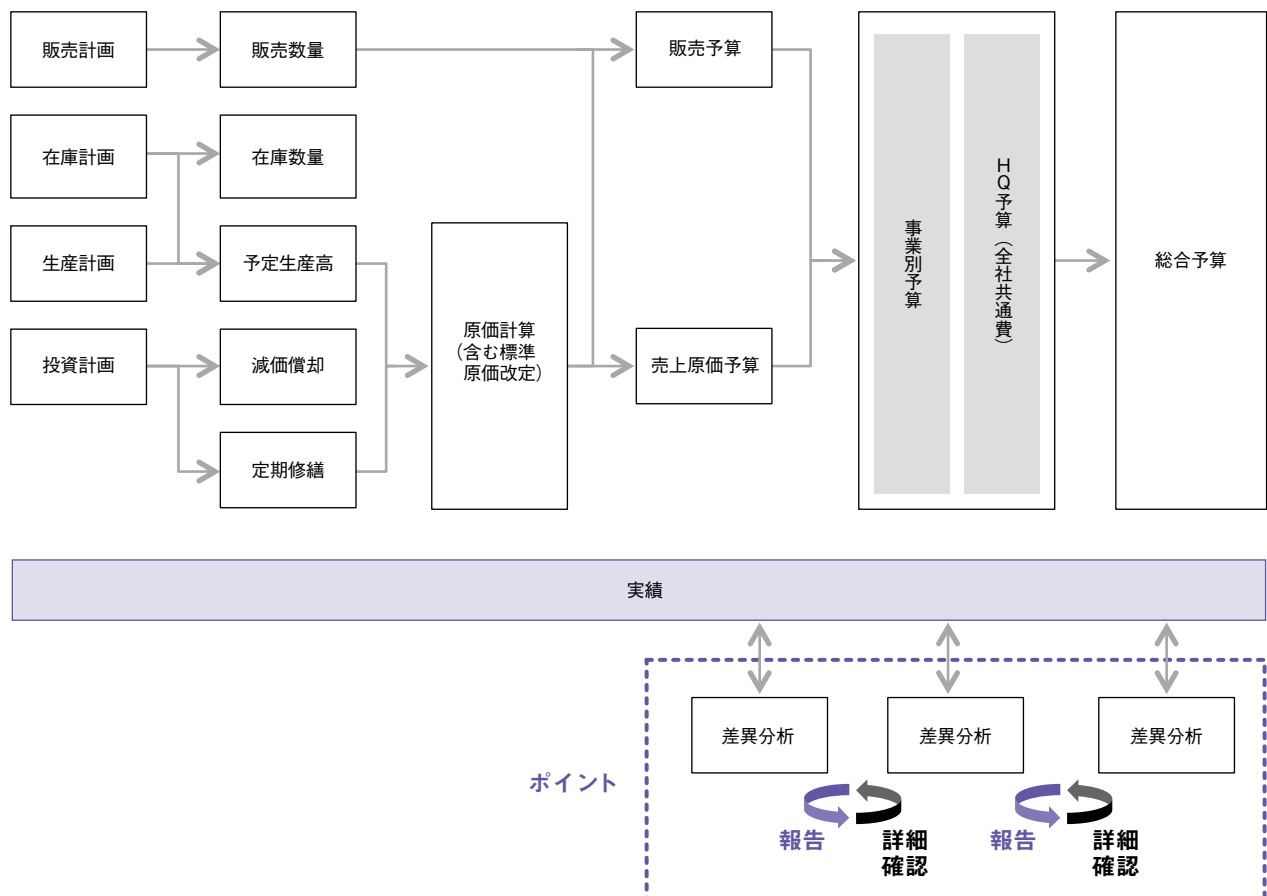 販売計画
販売数量
販売予算
在庫計画
在庫数量
生産計画
予定生産高
投資計画
減価償却
定期修繕
原価計算
(含む標準
原価改定)
売上原価予算
事業別予算
HQ予算(全社共通費)
総合予算
実績
差異分析
差異分析
差異分析
ポイント
報告
詳細
確認
報告
詳細
確認